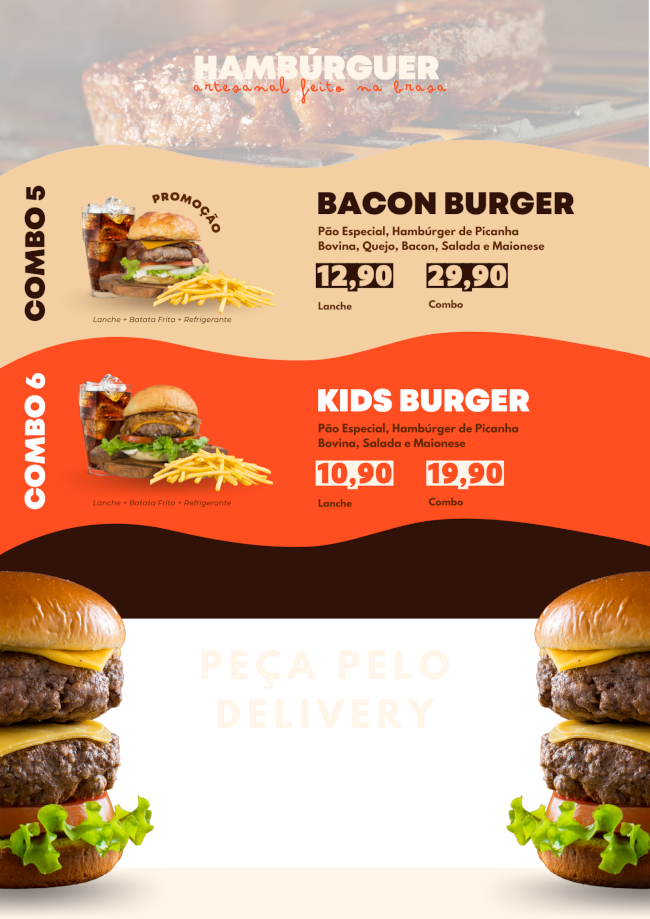 HAMBÚRGUER
artesanal feito na brasa
COMBO 5
PROMOÇÃO
Lanche + Batata Frita + Refrigerante
BACON BURGER
Pão Especial, Hambúrger de Picanha
Bovina, Quejo, Bacon, Salada e Maionese
12,90 29,90
Lanche Combo
COMBO 6
Lanche + Batata Frita + Refrigerante
KIDS BURGER
Pão Especial, Hambúrger de Picanha
Bovina, Salada e Maionese
10,90 19,90
Lanche Combo
PEÇA PELO
DELIVERY